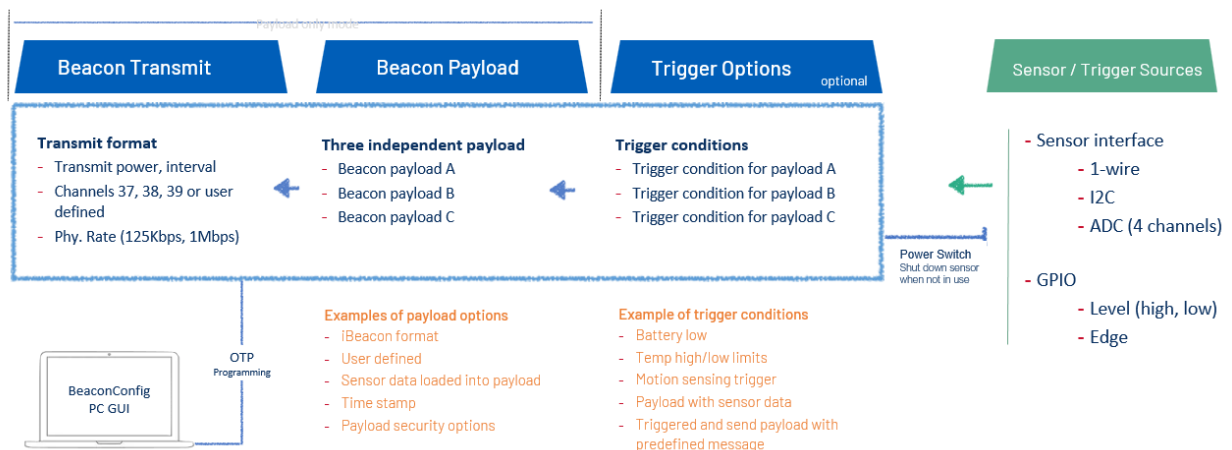 Payload only mode
Beacon Transmit
Beacon Payload
Trigger Options
optional
Sensor / Trigger Sources
Transmit format
- Transmit power, interval
- Channels 37, 38, 39 or user
defined
- Phy. Rate (125Kbps, 1Mbps)
Three independent payload
- Beacon payload A
- Beacon payload B
- Beacon payload C
Trigger conditions
- Trigger condition for payload A
- Trigger condition for payload B
- Trigger condition for payload C
- Sensor interface
- 1-wire
- I2C
- ADC (4 channels)
- GPIO
- Level (high, low)
- Edge
Power Switch
Shut down sensor
when not in use
OTP
Programming
BeaconConfig
PC GUI
Examples of payload options
- iBeacon format
- User defined
- Sensor data loaded into payload
- Time stamp
- Payload security options
Example of trigger conditions
- Battery low
- Temp high/low limits
- Motion sensing trigger
- Payload with sensor data
- Triggered and send payload with
predefined message